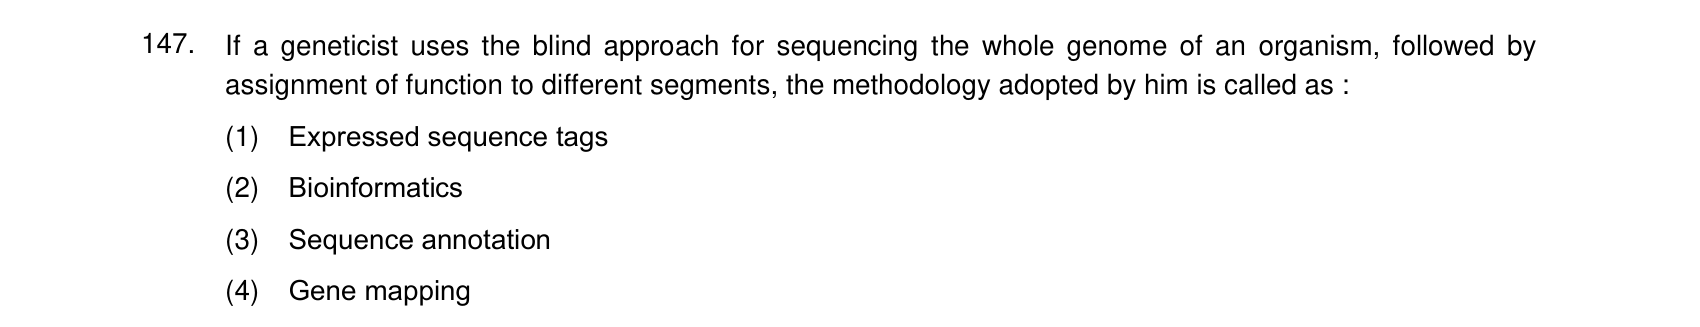 147. If a geneticist uses the blind approach for sequencing the whole genome of an organism, followed by
assignment of function to different segments, the methodology adopted by him is called as :
(1) Expressed sequence tags
(2) Bioinformatics
(3) Sequence annotation
(4) Gene mapping